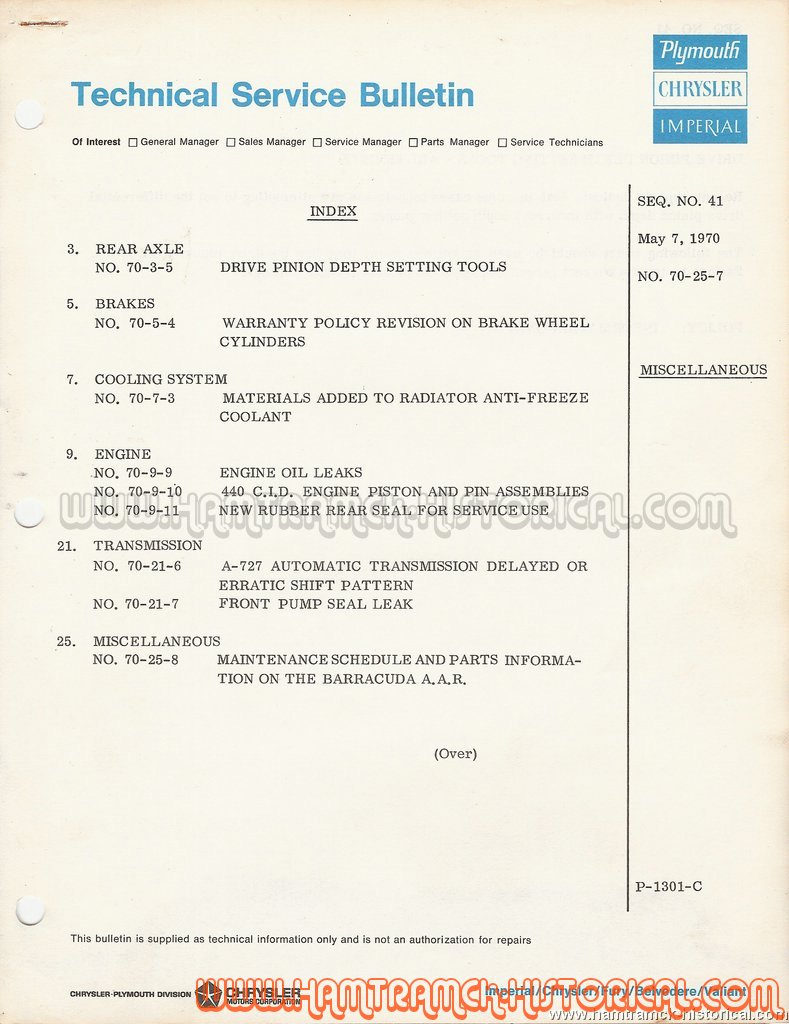 Plymouth
CHRYSLER
IMPERIAL
Technical Service Bulletin
Of Interest General Manager Sales Manager Service Manager Parts Manager Service Technicians
SEQ. NO. 41
May 7, 1970
NO. 70-25-7
MISCELLANEOUS
INDEX
3. REAR AXLE
NO. 70-3-5 DRIVE PINION DEPTH SETTING TOOLS
5. BRAKES
NO. 70-5-4 WARRANTY POLICY REVISION ON BRAKE WHEEL
CYLINDERS
7. COOLING SYSTEM
NO. 70-7-3 MATERIALS ADDED TO RADIATOR ANTI-FREEZE
COOLANT
9. ENGINE
NO. 70-9-9 ENGINE OIL LEAKS
NO. 70-9-10 440 C.I.D. ENGINE PISTON AND PIN ASSEMBLIES
NO. 70-9-11 NEW RUBBER REAR SEAL FOR SERVICE USE
www.HamtramckHistorical.com
21. TRANSMISSION
NO. 70-21-6 A-727 AUTOMATIC TRANSMISSION DELAYED OR
ERRATIC SHIFT PATTERN
NO. 70-21-7 FRONT PUMP SEAL LEAK
25. MISCELLANEOUS
NO. 70-25-8 MAINTENANCE SCHEDULE AND PARTS INFORMA-
TION ON THE BARRACUDA A.A.R.
(Over)
P-1301-C
This bulletin is supplied as technical information only and is not an authorization for repairs
CHRYSLER-PLYMOUTH DIVISION CHRYSLER
MOTORS CORPORATION
Imperial/Chrysler/Fury/Belvedere/Valiant
www.HamtramckHistorical.com
www.hamtramck-historical.com